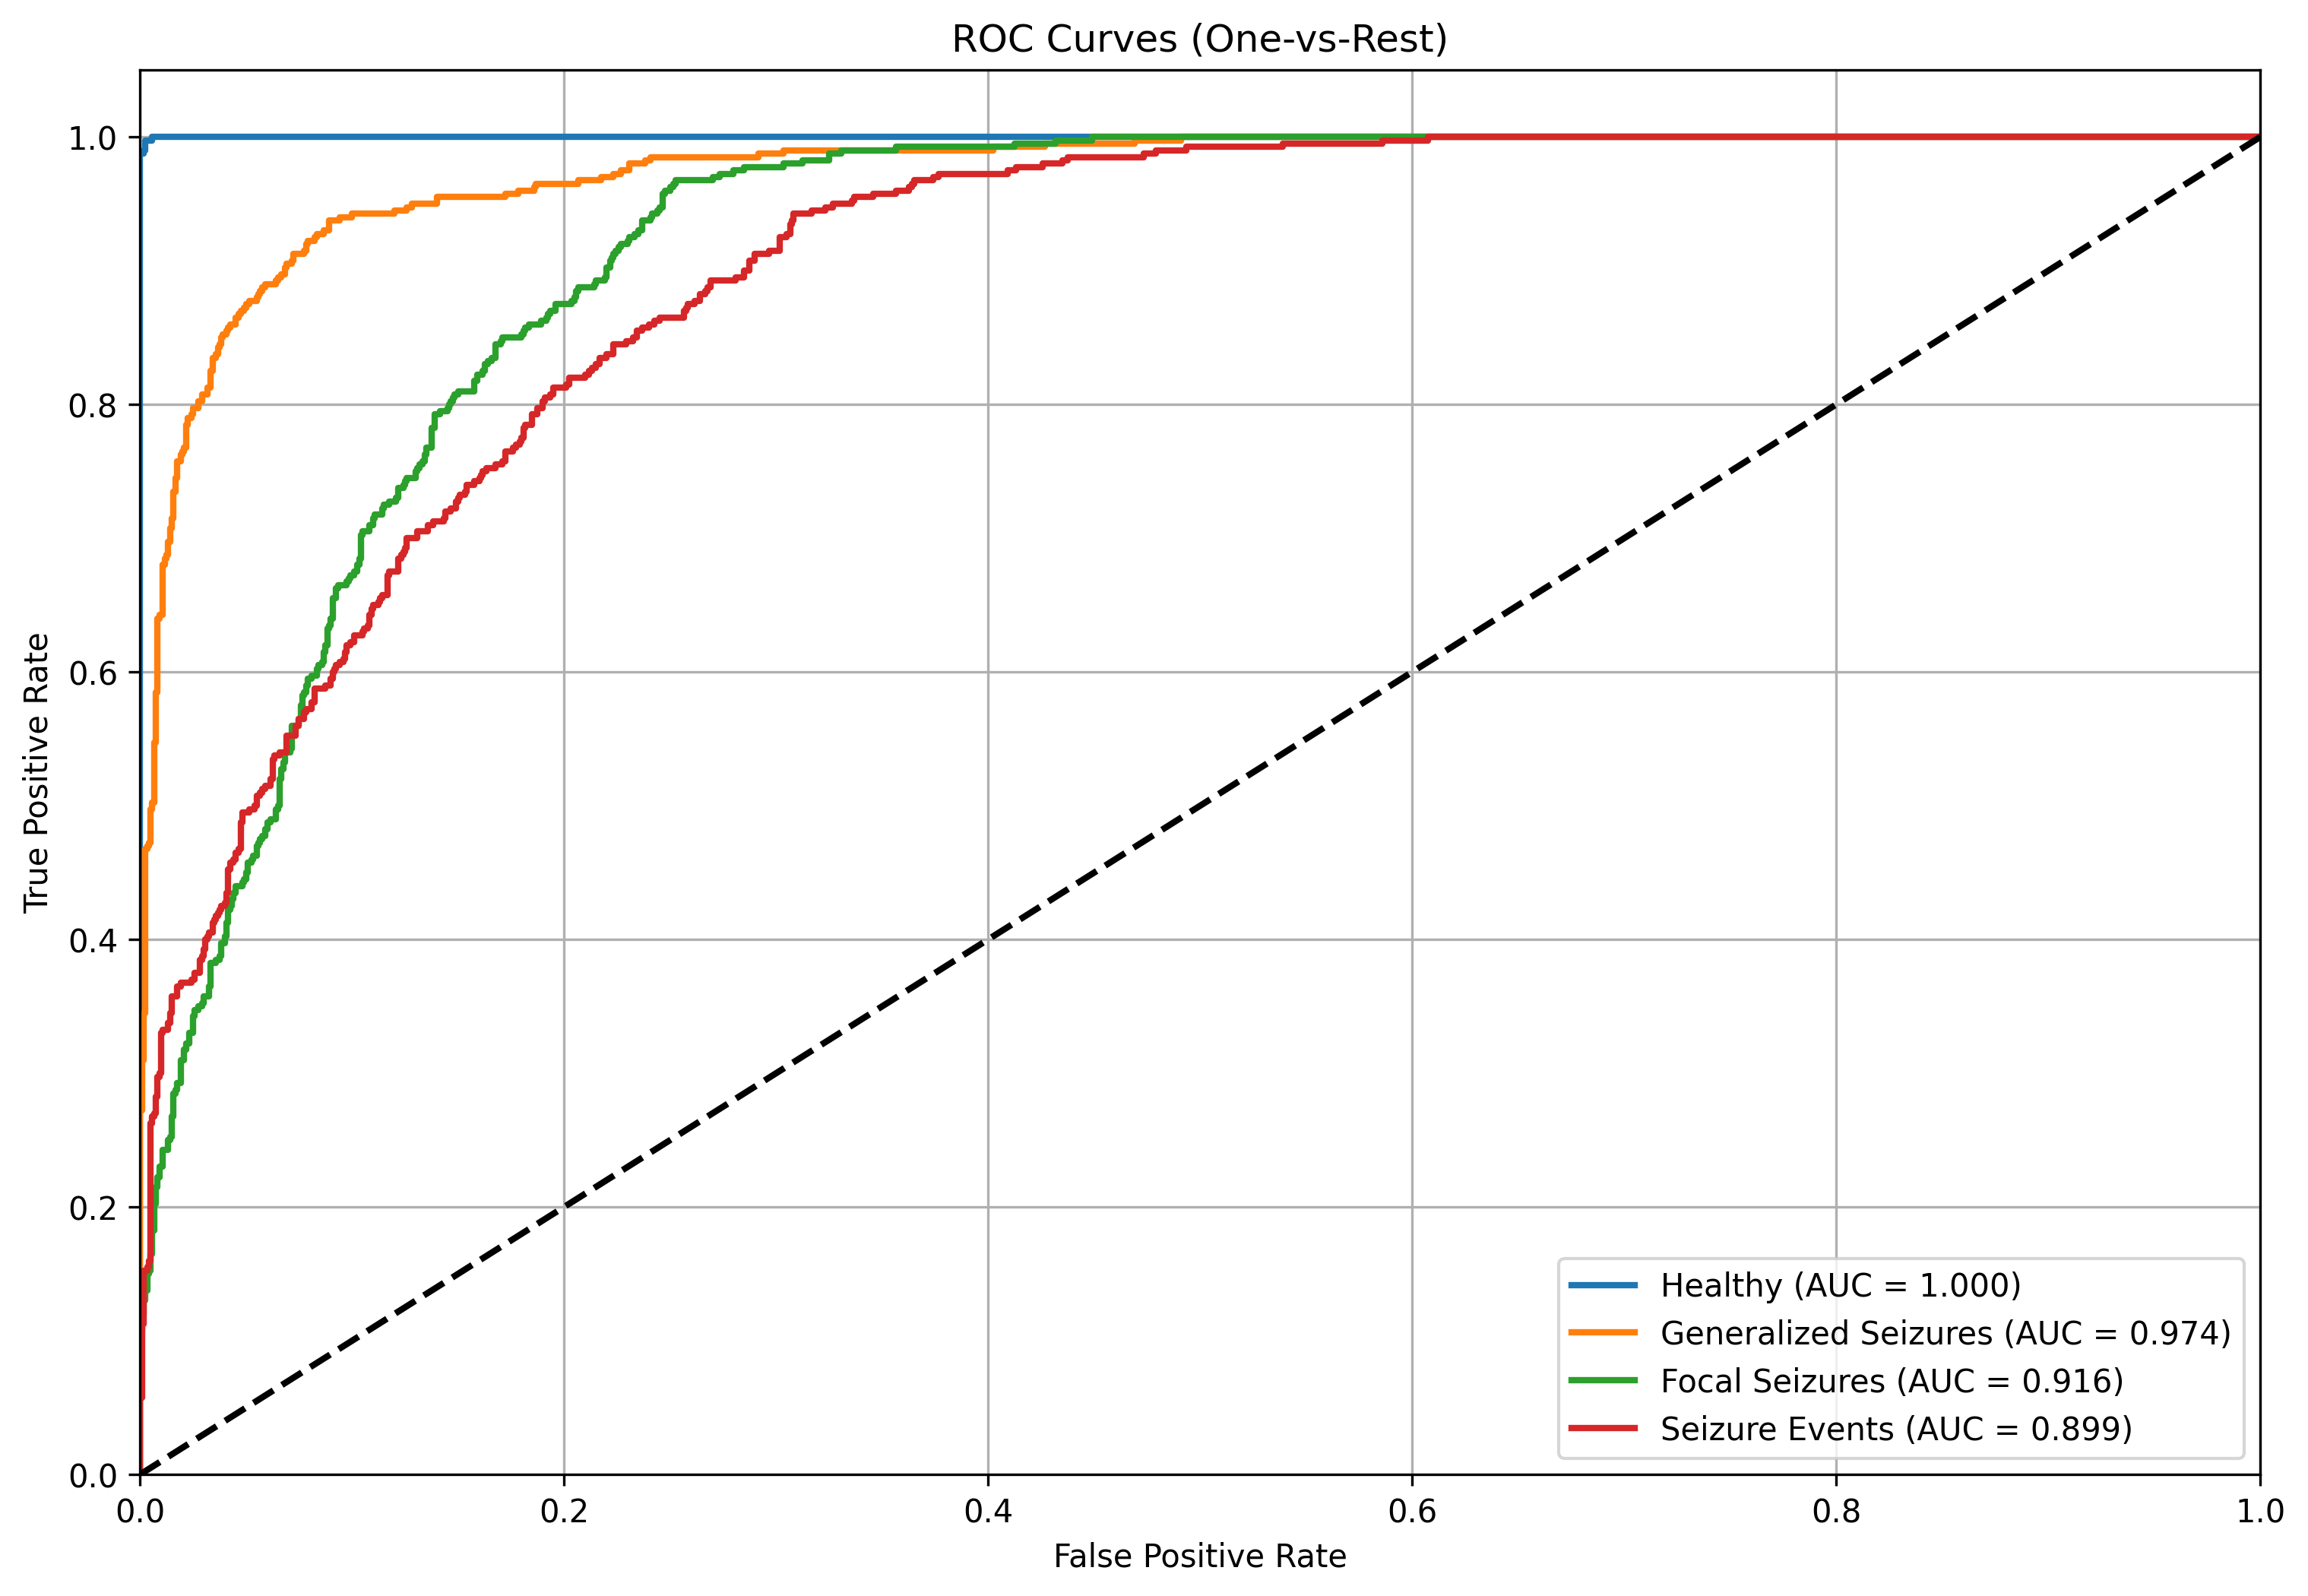 ROC Curves (One-vs-Rest)
1.0
0.8
0.6
0.4
0.2
0.0
True Positive Rate
Healthy (AUC = 1.000)
Generalized Seizures (AUC = 0.974)
Focal Seizures (AUC = 0.916)
Seizure Events (AUC = 0.899)
0.0 0.2 0.4 0.6 0.8 1.0
False Positive Rate